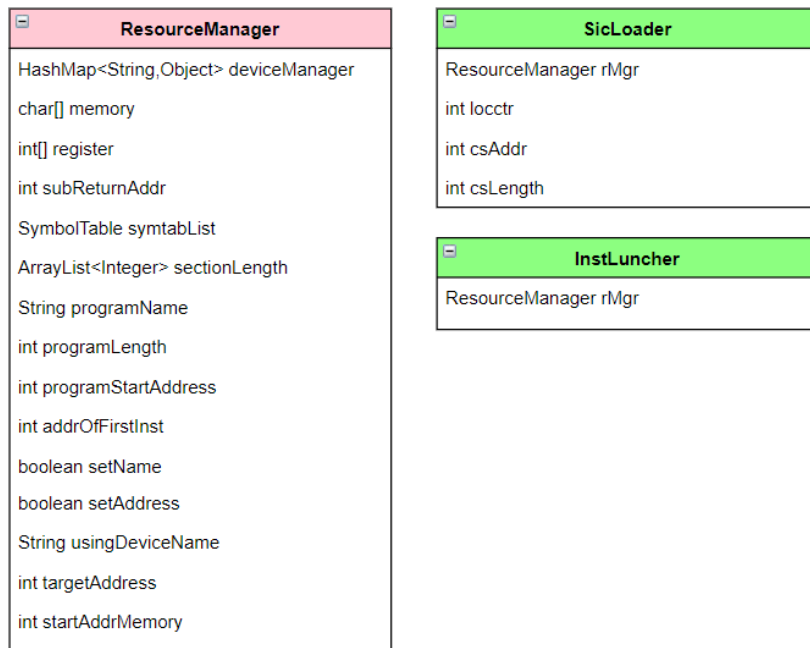 ResourceManager
HashMap<String,Object> deviceManager
char[] memory
int[] register
int subReturnAddr
SymbolTable symtabList
ArrayList<Integer> sectionLength
String programName
int programLength
int programStartAddress
int addrOfFirstInst
boolean setName
boolean setAddress
String usingDeviceName
int targetAddress
int startAddrMemory
SicLoader
ResourceManager rMgr
int locctr
int csAddr
int csLength
InstLuncher
ResourceManager rMgr